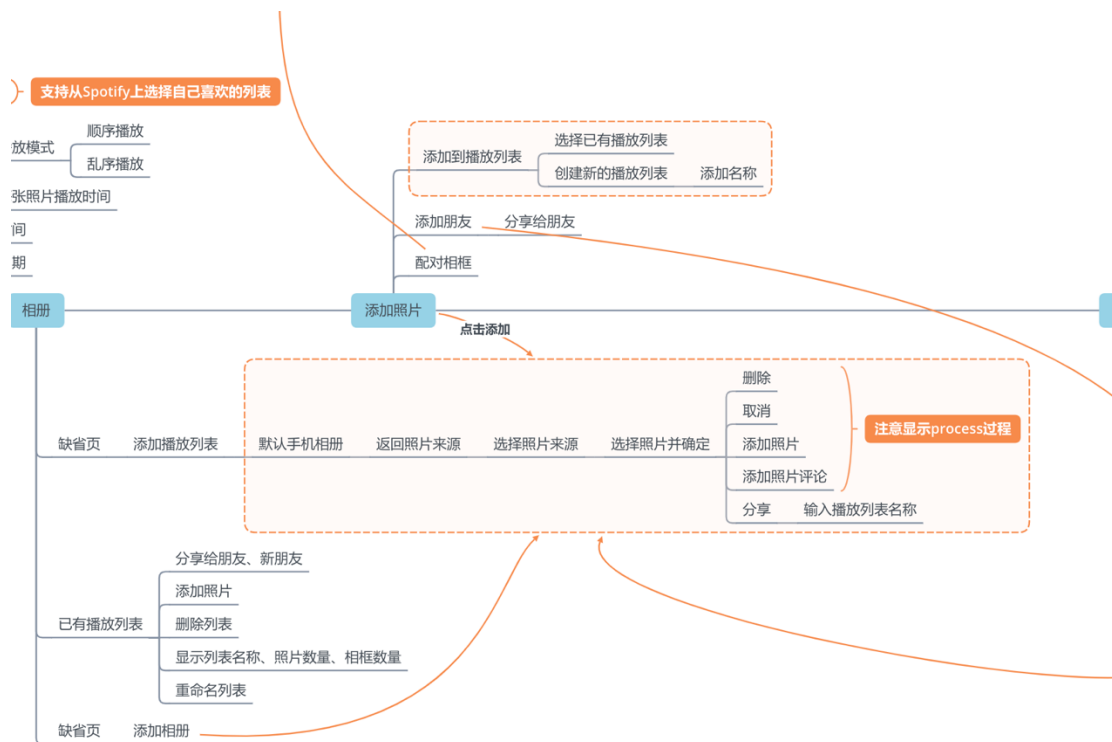 支持从Spotify上选择自己喜欢的列表
放模式
顺序播放
乱序播放
张照片播放时间
间
期
添加到播放列表
选择已有播放列表
创建新的播放列表
添加名称
添加朋友
分享给朋友
配对相框
相册
添加照片
点击添加
缺省页
添加播放列表
默认手机相册
返回照片来源
选择照片来源
选择照片并确定
删除
取消
添加照片
添加照片评论
分享
输入播放列表名称
注意显示process过程
已有播放列表
分享给朋友、新朋友
添加照片
删除列表
显示列表名称、照片数量、相框数量
重命名列表
缺省页
添加相册